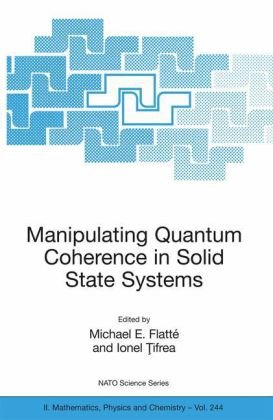 Manipulating Quantum
Coherence in Solid
State Systems
Edited by
Michael E. Flatté
and Ionel Ţifrea
NATO Science Series
II. Mathematics, Physics and Chemistry – Vol. 244